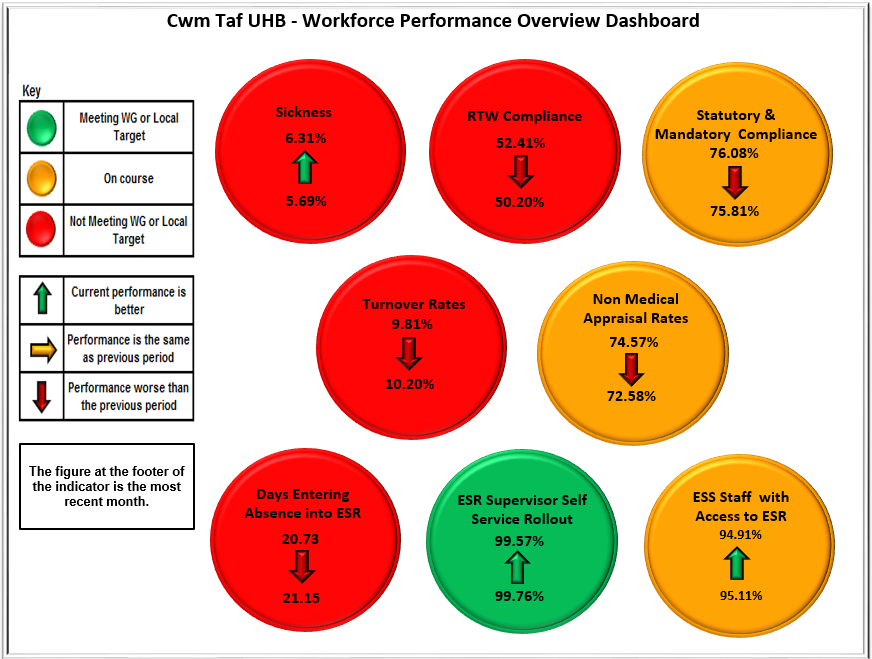 Cwm Taf UHB - Workforce Performance Overview Dashboard
Key
Meeting WG or Local
Target
On course
Not Meeting WG or Local
Target
Current performance is
better
Performance is the same
as previous period
Performance worse than
the previous period
The figure at the footer of
the indicator is the most
recent month.
Sickness
6.31%
5.69%
RTW Compliance
52.41%
50.20%
Statutory &
Mandatory Compliance
76.08%
75.81%
Turnover Rates
9.81%
10.20%
Non Medical
Appraisal Rates
74.57%
72.58%
Days Entering
Absence into ESR
20.73
21.15
ESR Supervisor Self
Service Rollout
99.57%
99.76%
ESS Staff with
Access to ESR
94.91%
95.11%